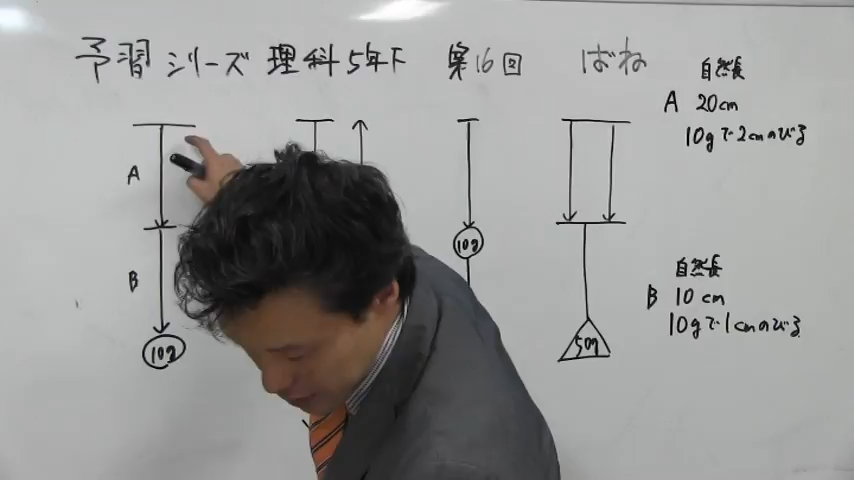 予習シリーズ 理科5年下 第16回 ばね
自然長
A 20cm
10gで2cmのびる
A
B
10g
10g
50g
自然長
B 10cm
10gで1cmのびる